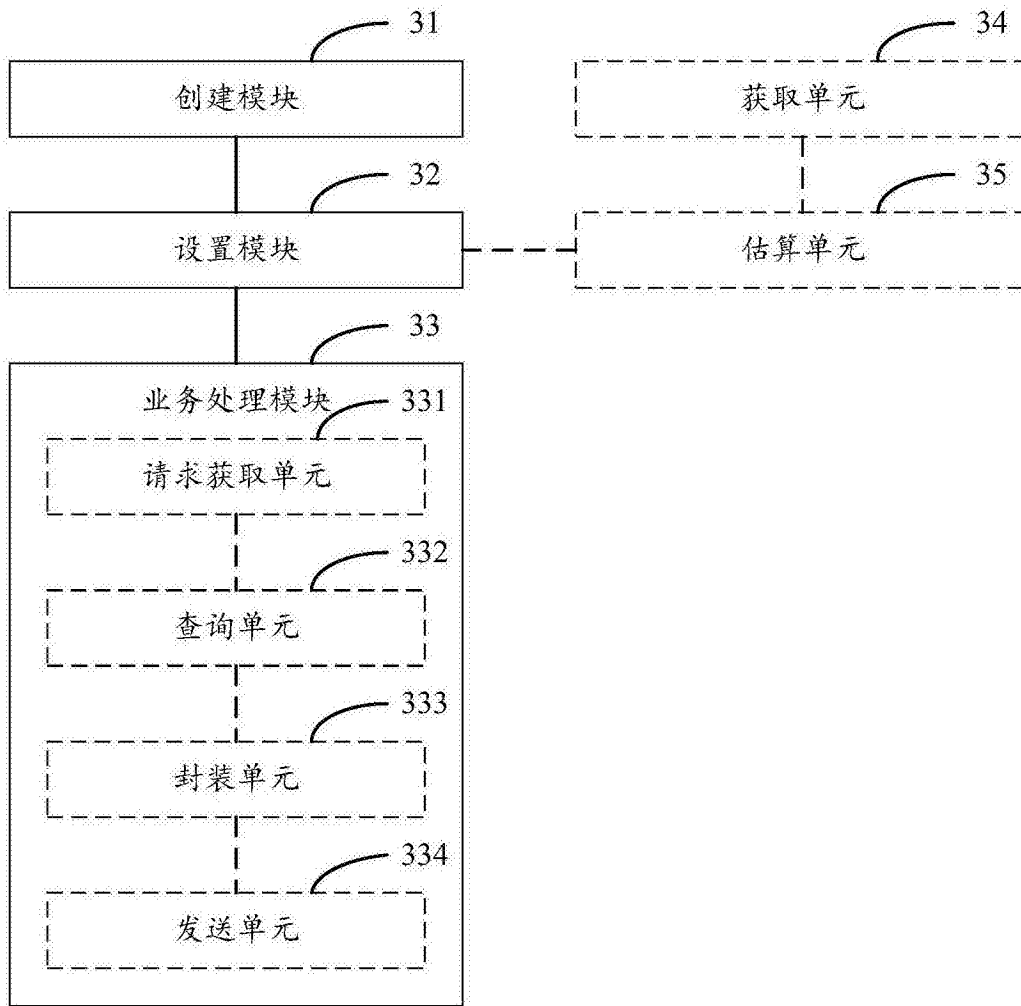 31
创建模块
34
获取单元
32
设置模块
35
估算单元
33
业务处理模块
331
请求获取单元
332
查询单元
333
封装单元
334
发送单元